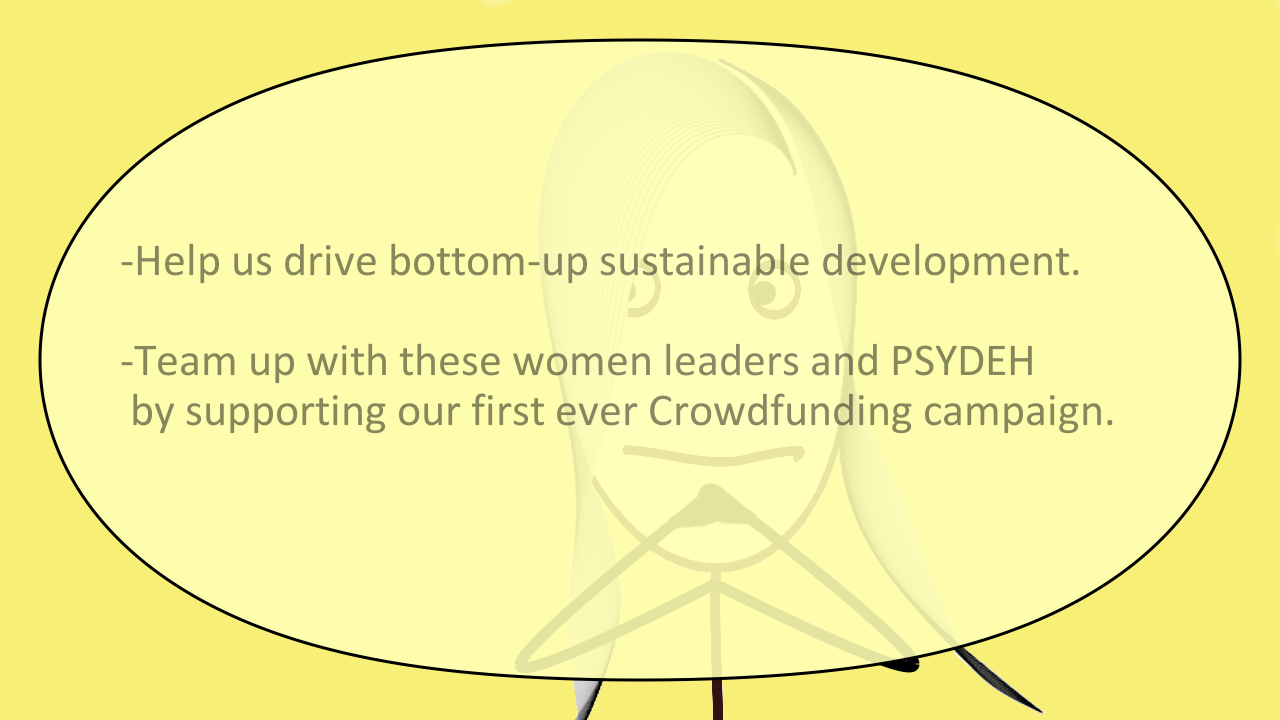 -Help us drive bottom-up sustainable development.
-Team up with these women leaders and PSYDEH
by supporting our first ever Crowdfunding campaign.